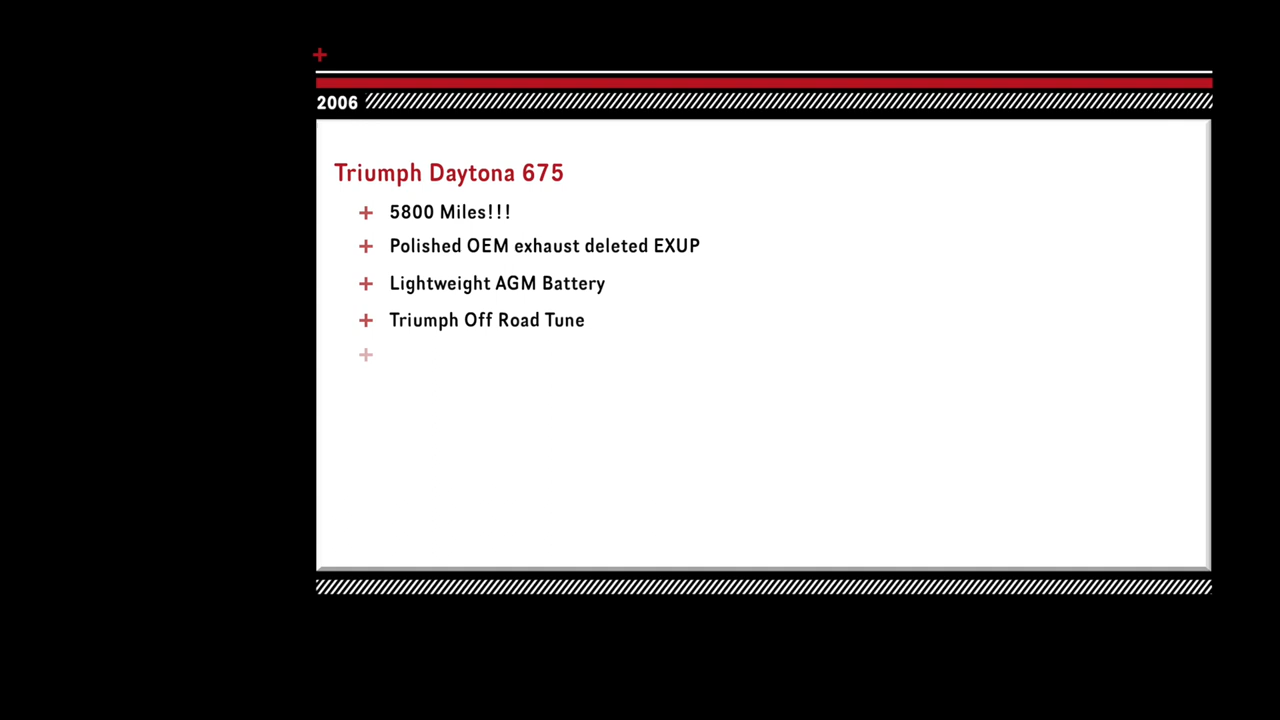 2006
Triumph Daytona 675
+ 5800 Miles!!!
+ Polished OEM exhaust deleted EXUP
+ Lightweight AGM Battery
+ Triumph Off Road Tune